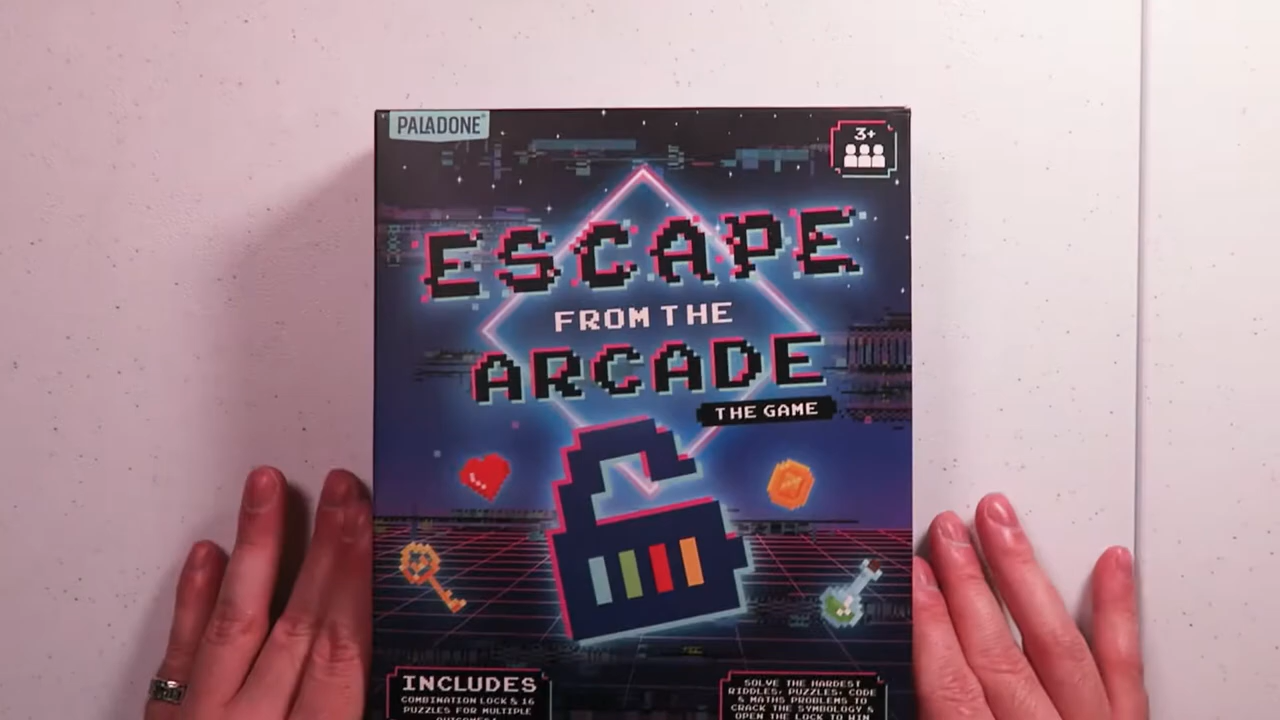 PALADONE
3+
ESCAPE
FROM THE
ARCADE
THE GAME
INCLUDES
COMBINATION LOCK & 16
PUZZLES FOR MULTIPLE
OUTCOMES!
SOLVE THE HARDEST
RIDDLES, PUZZLES, CODE
& MATHS PROBLEMS TO
CRACK THE SYMBOLOGY &
OPEN THE LOCK TO WIN